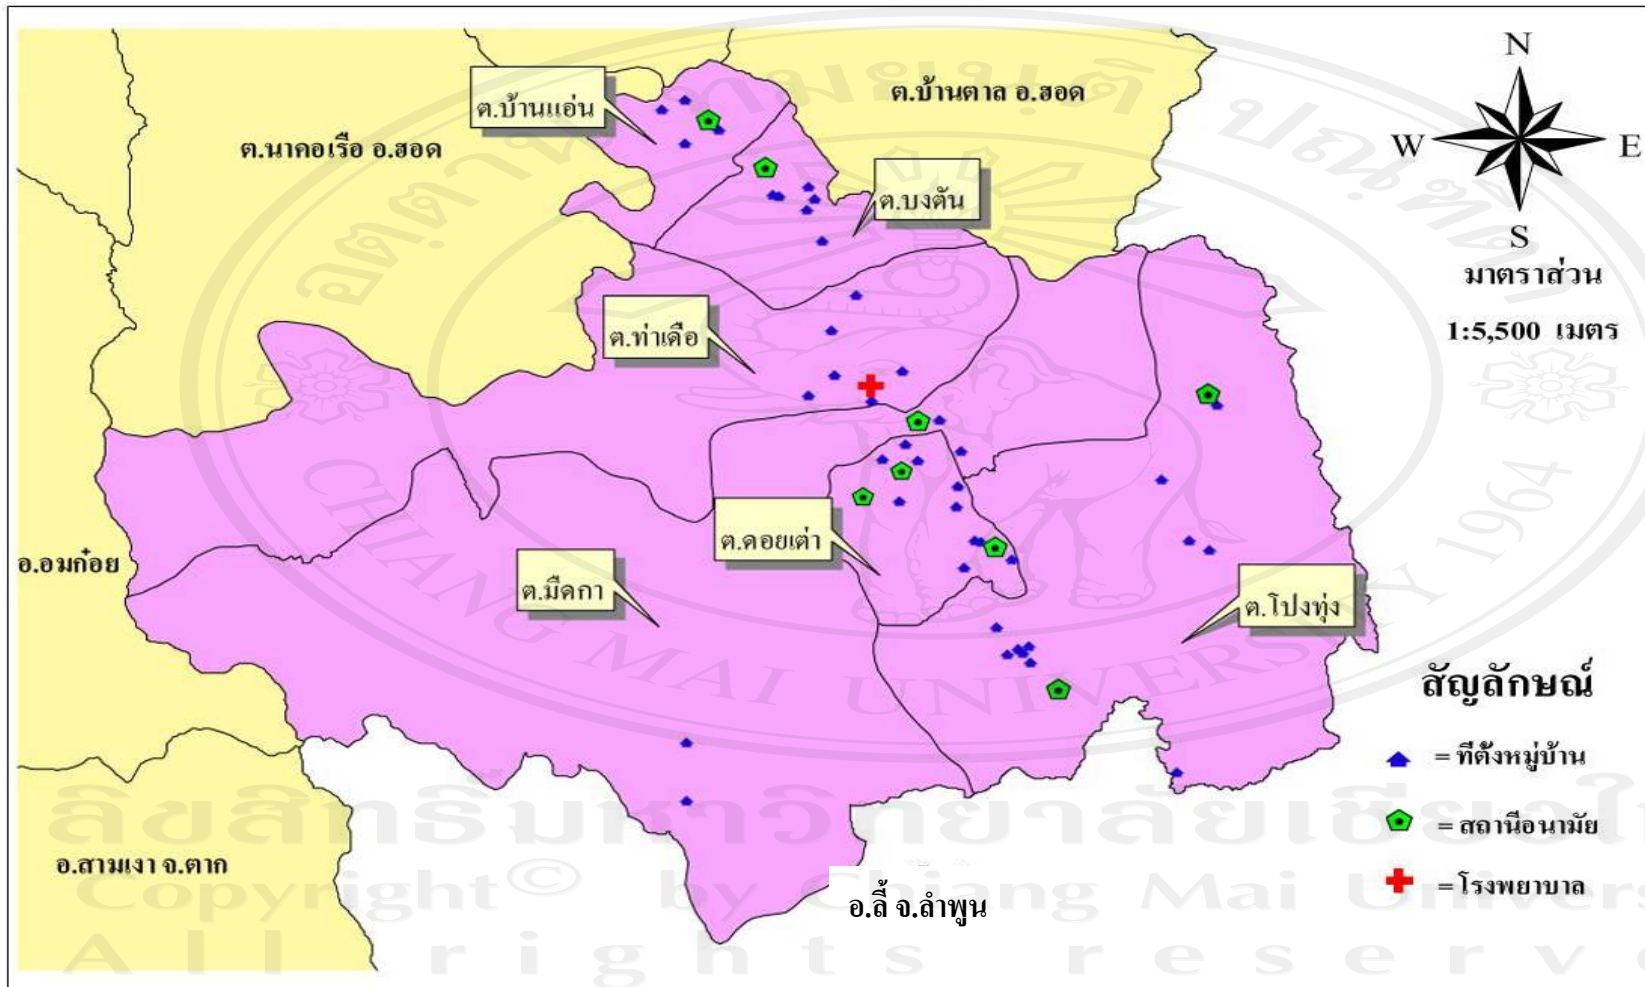 N
W
E
S
มาตราส่วน
1:5,500 เมตร
ต.บ้านแอ่น
ต.บ้านตาล อ.ฮอด
ต.นาคอเรือ อ.ฮอด
ต.บงตัน
ต.ท่าเดื่อ
ต.ดอยเต่า
อ.อมก๋อย
ต.มืดกา
ต.โปงทุ่ง
สัญลักษณ์
= ที่ตั้งหมู่บ้าน
= สถานีอนามัย
= โรงพยาบาล
อ.สามเงา จ.ตาก
อ.ลี้ จ.ลำพูน
CHIANG MAI UNIVERSITY 1964
ลิขสิทธิ์มหาวิทยาลัยเชียงให
Copyright© by Chiang Mai Univers
All rights reserve